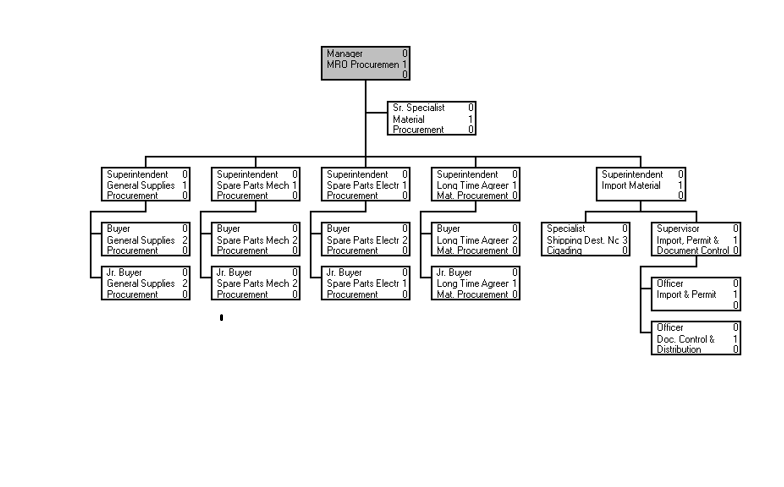 Manager 0
MRO Procuremen 1
0
Sr. Specialist 0
Material 1
Procurement 0
Superintendent 0
General Supplies 1
Procurement 0
Superintendent 0
Spare Parts Mech 1
Procurement 0
Superintendent 0
Spare Parts Electr 1
Procurement 0
Superintendent 0
Long Time Agreer 1
Mat. Procurement 0
Superintendent 0
Import Material 1
0
Buyer 0
General Supplies 2
Procurement 0
Buyer 0
Spare Parts Mech 2
Procurement 0
Buyer 0
Spare Parts Electr 2
Procurement 0
Buyer 0
Long Time Agreer 2
Mat. Procurement 0
Specialist 0
Shipping Dest. Nc 3
Cigading 0
Supervisor 0
Import, Permit & 1
Document Control 0
Jr. Buyer 0
General Supplies 2
Procurement 0
Jr. Buyer 0
Spare Parts Mech 2
Procurement 0
Jr. Buyer 0
Spare Parts Electr 1
Procurement 0
Jr. Buyer 0
Long Time Agreer 1
Mat. Procurement 0
Officer 0
Import & Permit 1
0
Officer 0
Doc. Control & 1
Distribution 0